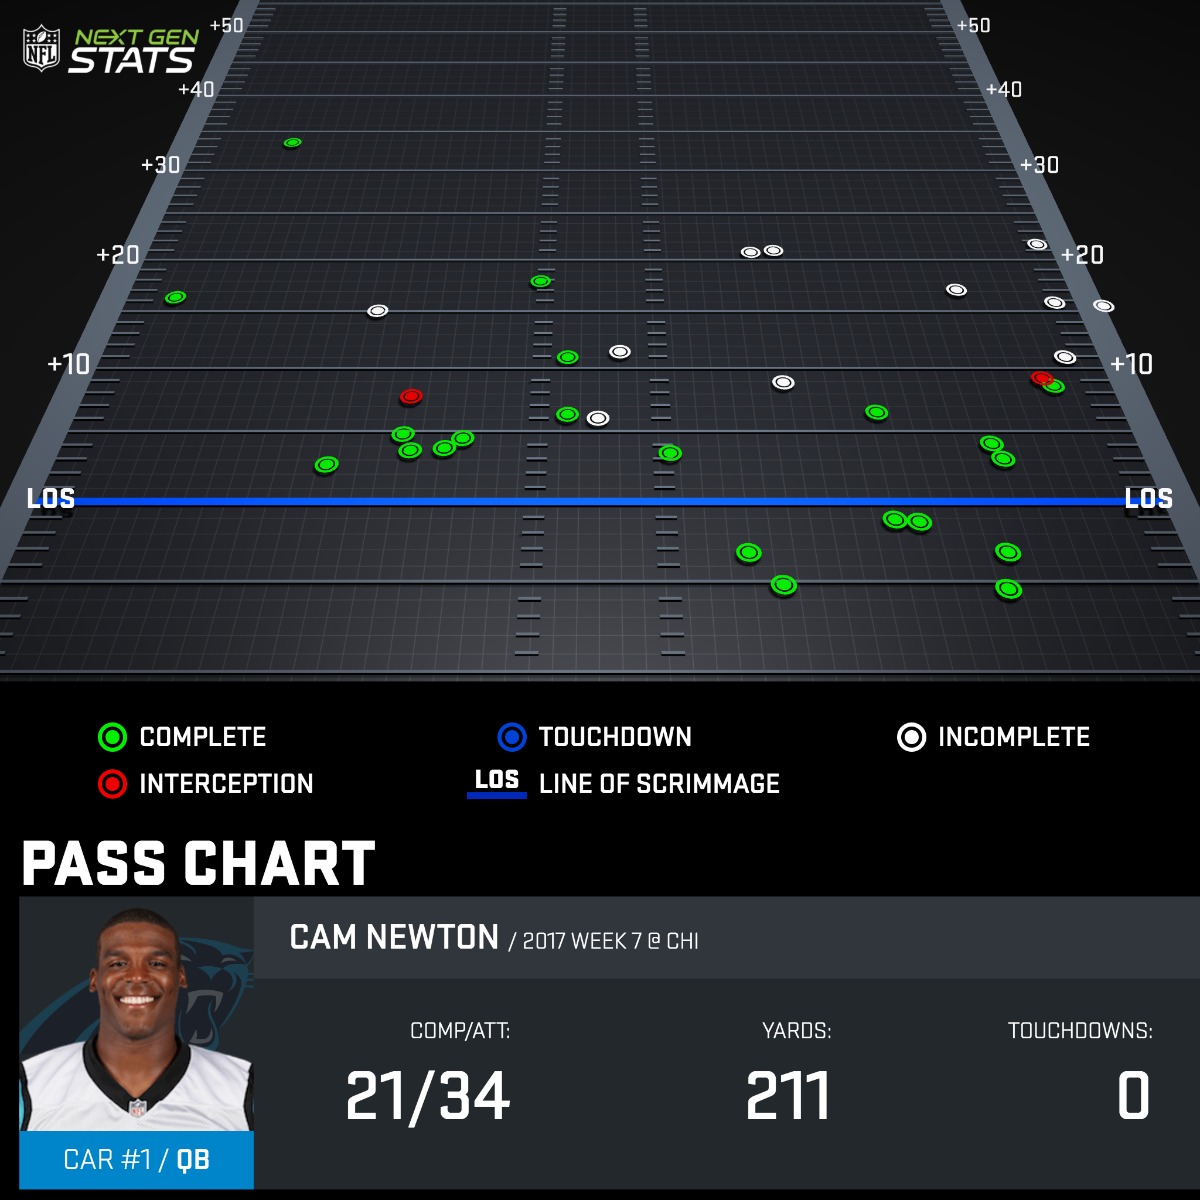 NFL NEXT GEN STATS
+50 +50
+40 +40
+30 +30
+20 +20
+10 +10
LOS LOS
COMPLETE TOUCHDOWN INCOMPLETE
INTERCEPTION LOS LINE OF SCRIMMAGE
PASS CHART
CAM NEWTON / 2017 WEEK 7 @ CHI
COMP/ATT: YARDS: TOUCHDOWNS:
21/34 211 0
CAR #1 / QB